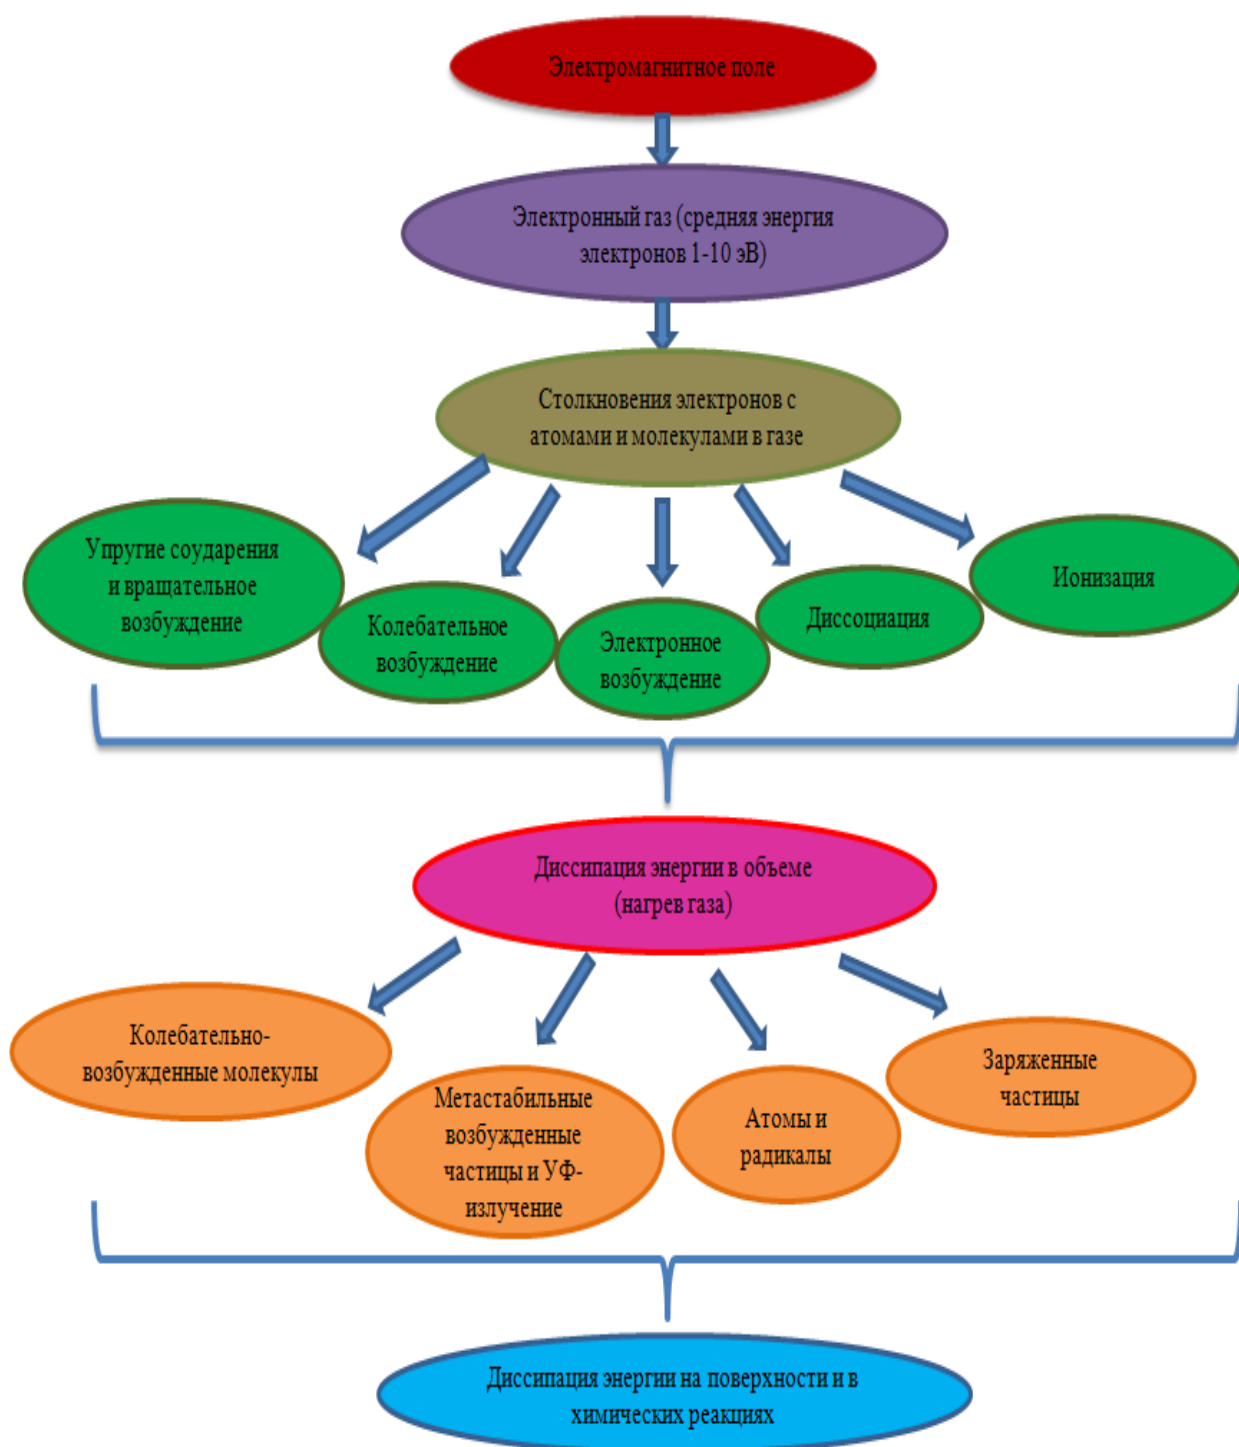 Электромагнитное поле
Электронный газ (средняя энергия
электронов 1-10 эВ)
Столкновения электронов с
атомами и молекулами в газе
Упругие соударения
и вращательное
возбуждение
Колебательное
возбуждение
Электронное
возбуждение
Диссоциация
Ионизация
Диссипация энергии в объеме
(нагрев газа)
Колебательно-
возбужденные молекулы
Метастабильные
возбужденные
частицы и УФ-
излучение
Атомы и
радикалы
Заряженные
частицы
Диссипация энергии на поверхности и в
химических реакциях